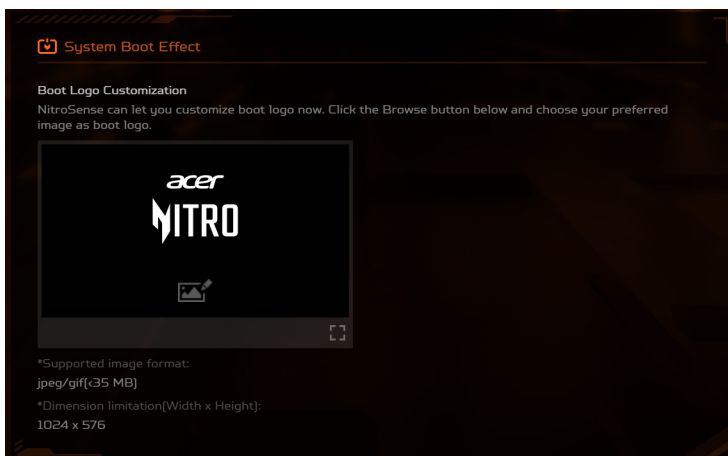 System Boot Effect
Boot Logo Customization
NitroSense can let you customize boot logo now. Click the Browse button below and choose your preferred
image as boot logo.
acer
NITRO
*Supported image format:
jpeg/gif(<35 MB)
*Dimension limitation(Width x Height):
1024 x 576